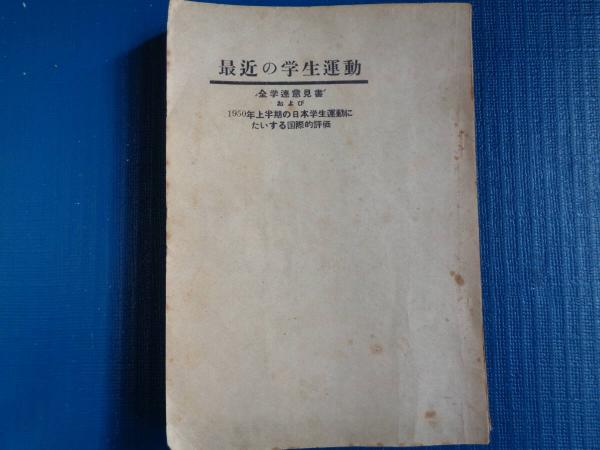 最近の学生運動
“全学連意見書”
および
1950年上半期の日本学生運動に
たいする国際的評価